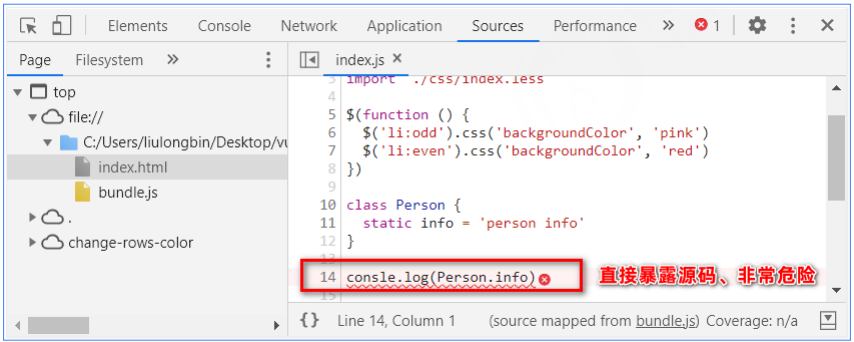 Elements Console Network Application Sources Performance » 1
Page Filesystem » index.js ×
top
file://
C:/Users/liulongbin/Desktop/vu
index.html
bundle.js
.
change-rows-color
3 import './css/index.less'
4
5 $(function () {
6 $('li:odd').css('backgroundColor', 'pink')
7 $('li:even').css('backgroundColor', 'red')
8 })
9
10 class Person {
11 static info = 'person info'
12 }
13
14 consle.log(Person.info) 直接暴露源码、非常危险
15
{} Line 14, Column 1 (source mapped from bundle.js) Coverage: n/a